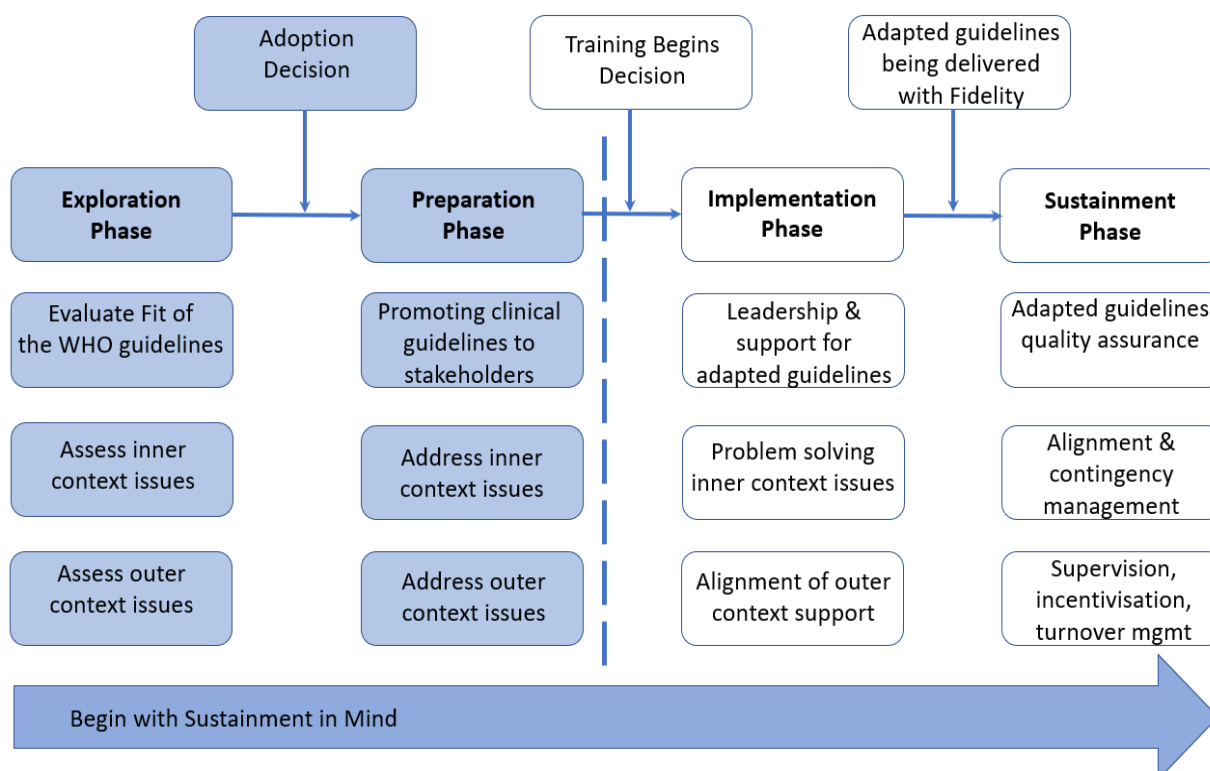 Adoption
Decision
Training Begins
Decision
Adapted guidelines
being delivered
with Fidelity
Exploration
Phase
Preparation
Phase
Implementation
Phase
Sustainment
Phase
Evaluate Fit of
the WHO guidelines
Promoting clinical
guidelines to
stakeholders
Leadership &
support for
adapted guidelines
Adapted guidelines
quality assurance
Assess inner
context issues
Address inner
context issues
Problem solving
inner context issues
Alignment &
contingency
management
Assess outer
context issues
Address outer
context issues
Alignment of outer
context support
Supervision,
incentivisation,
turnover mgmt
Begin with Sustainment in Mind